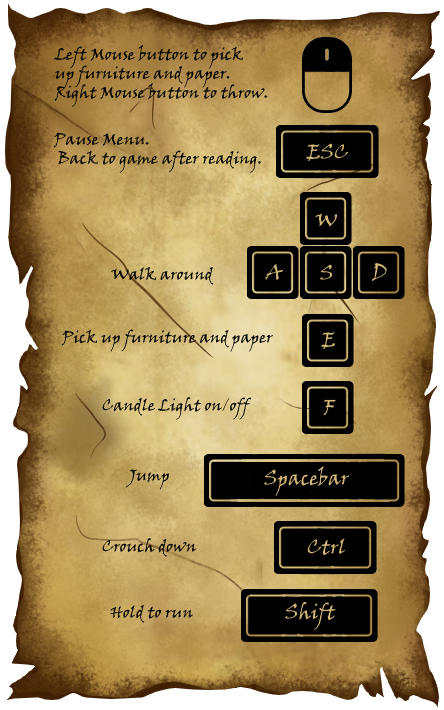 Left Mouse button to pick
up furniture and paper.
Right Mouse button to throw.
Pause Menu.
Back to game after reading.
ESC
W
Walk around
A S D
Pick up furniture and paper
E
Candle Light on/off
F
Jump
Spacebar
Crouch down
Ctrl
Hold to run
Shift